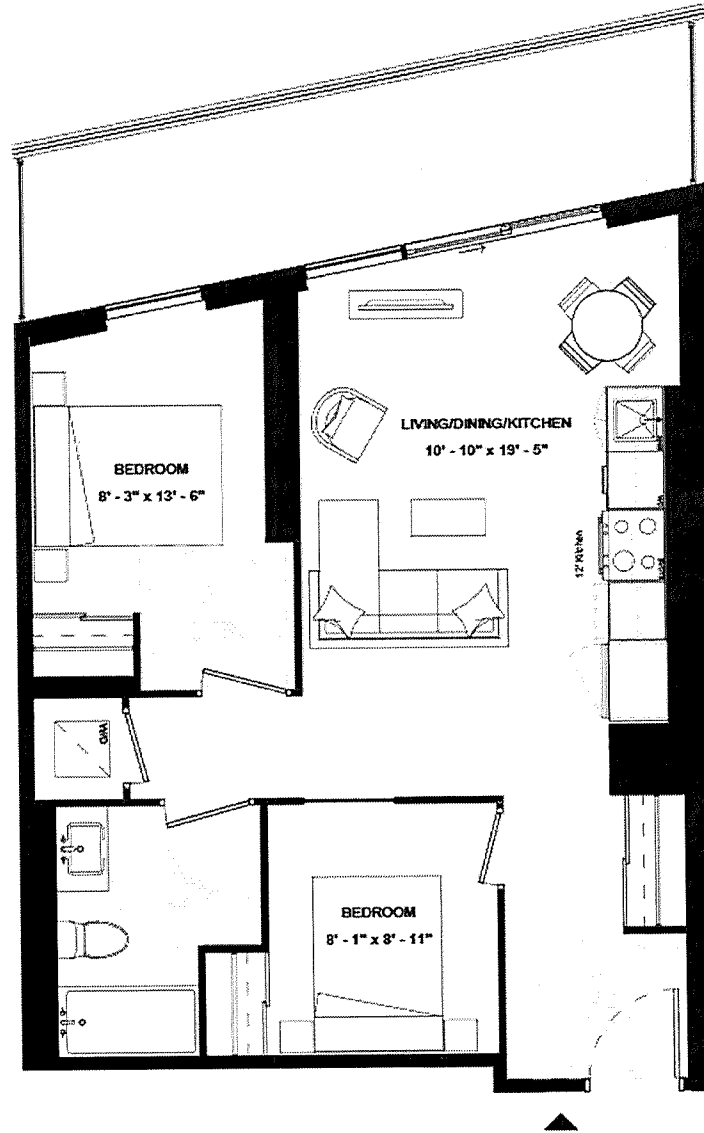 LIVING/DINING/KITCHEN
10' - 10" x 19' - 5"
BEDROOM
8' - 3" x 13' - 6"
12' Kitchen
W/D
BEDROOM
8' - 1" x 8' - 11"